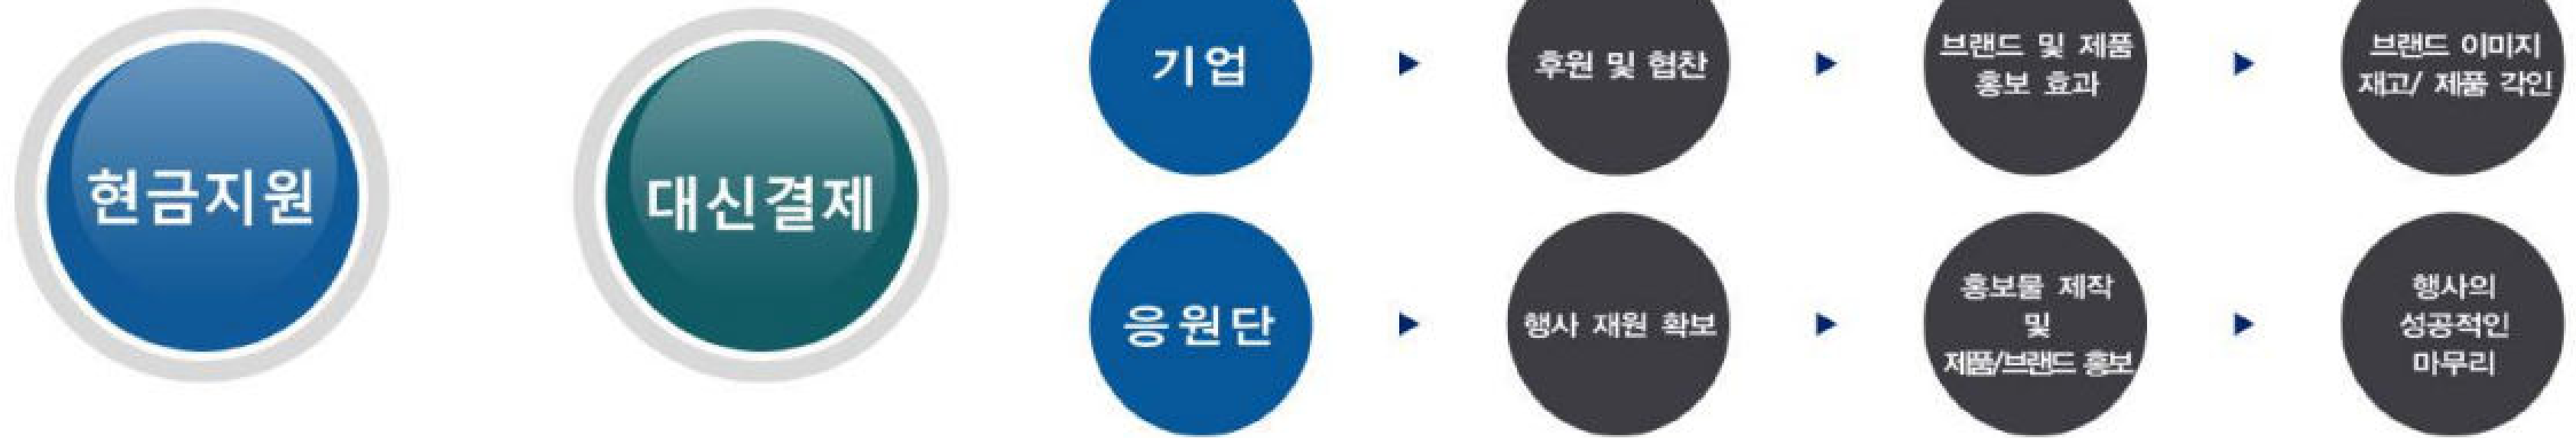 현금지원
대신결제
기업
후원 및 협찬
브랜드 및 제품
홍보 효과
브랜드 이미지
재고/ 제품 각인
응원단
행사 재원 확보
홍보물 제작
및
제품/브랜드 홍보
행사의
성공적인
마무리